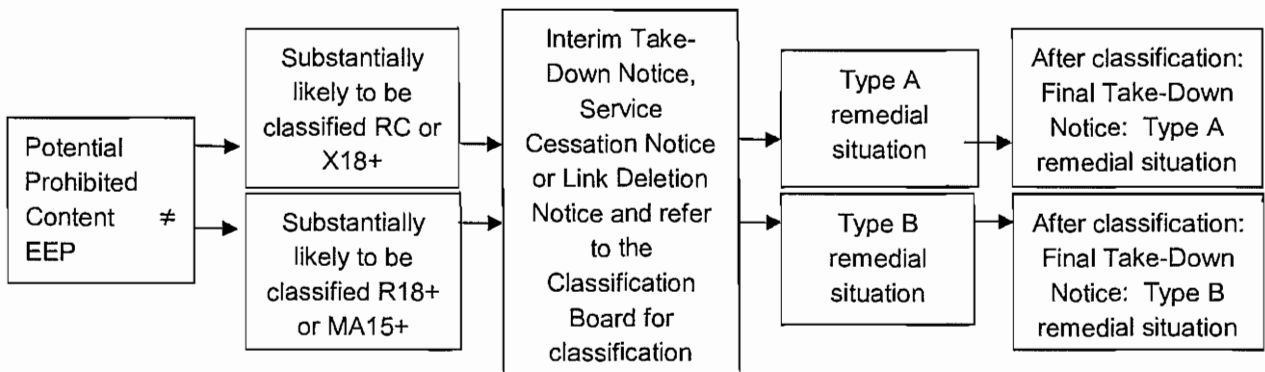 Potential
Prohibited
Content ≠
EEP
Substantially
likely to be
classified RC or
X18+
Substantially
likely to be
classified R18+
or MA15+
Interim Take-
Down Notice,
Service
Cessation Notice
or Link Deletion
Notice and refer
to the
Classification
Board for
classification
Type A
remedial
situation
Type B
remedial
situation
After classification:
Final Take-Down
Notice: Type A
remedial situation
After classification:
Final Take-Down
Notice: Type B
remedial situation